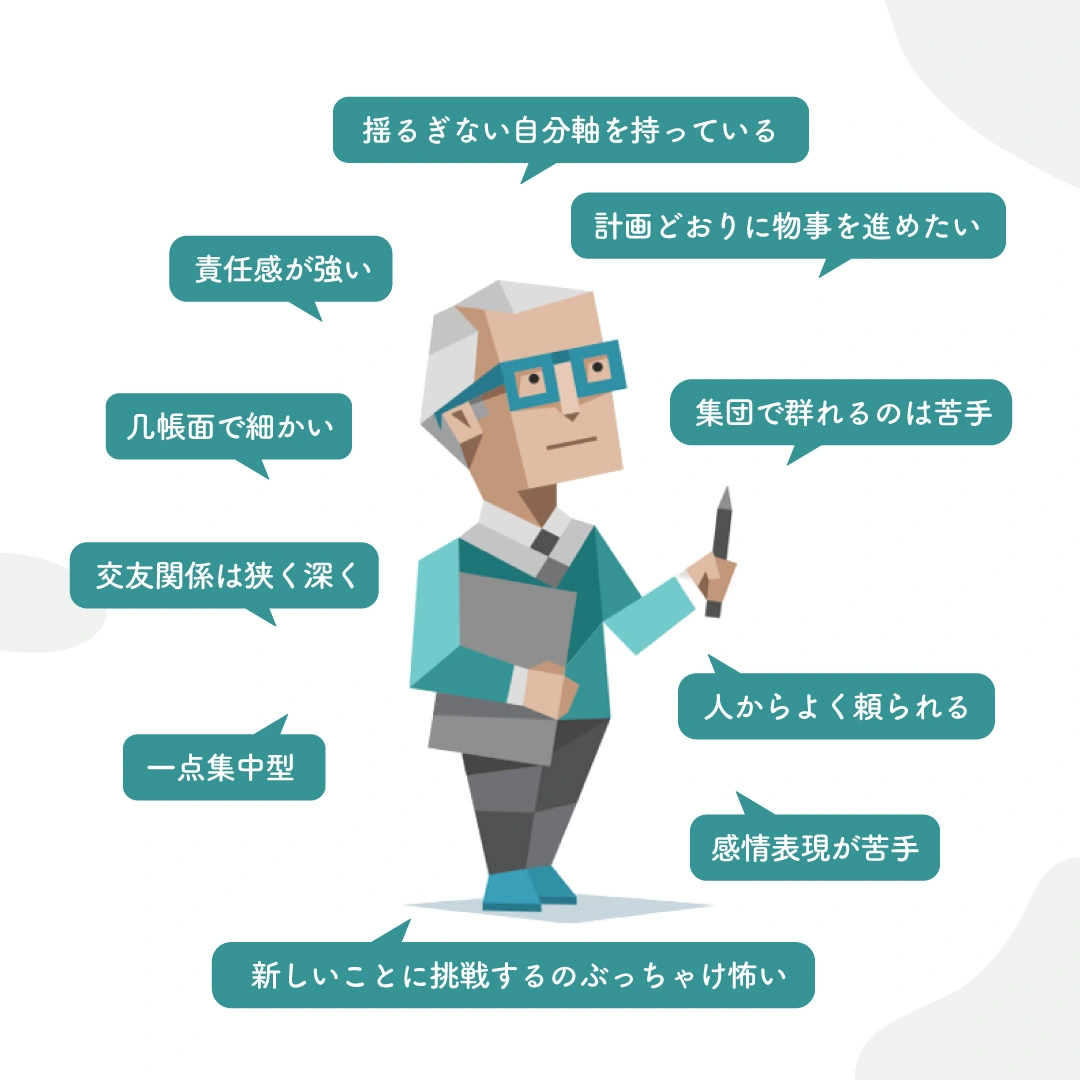 揺るぎない自分軸を持っている
計画どおりに物事を進めたい
責任感が強い
集団で群れるのは苦手
几帳面で細かい
交友関係は狭く深く
人からよく頼られる
一点集中型
感情表現が苦手
新しいことに挑戦するのぶっちゃけ怖い